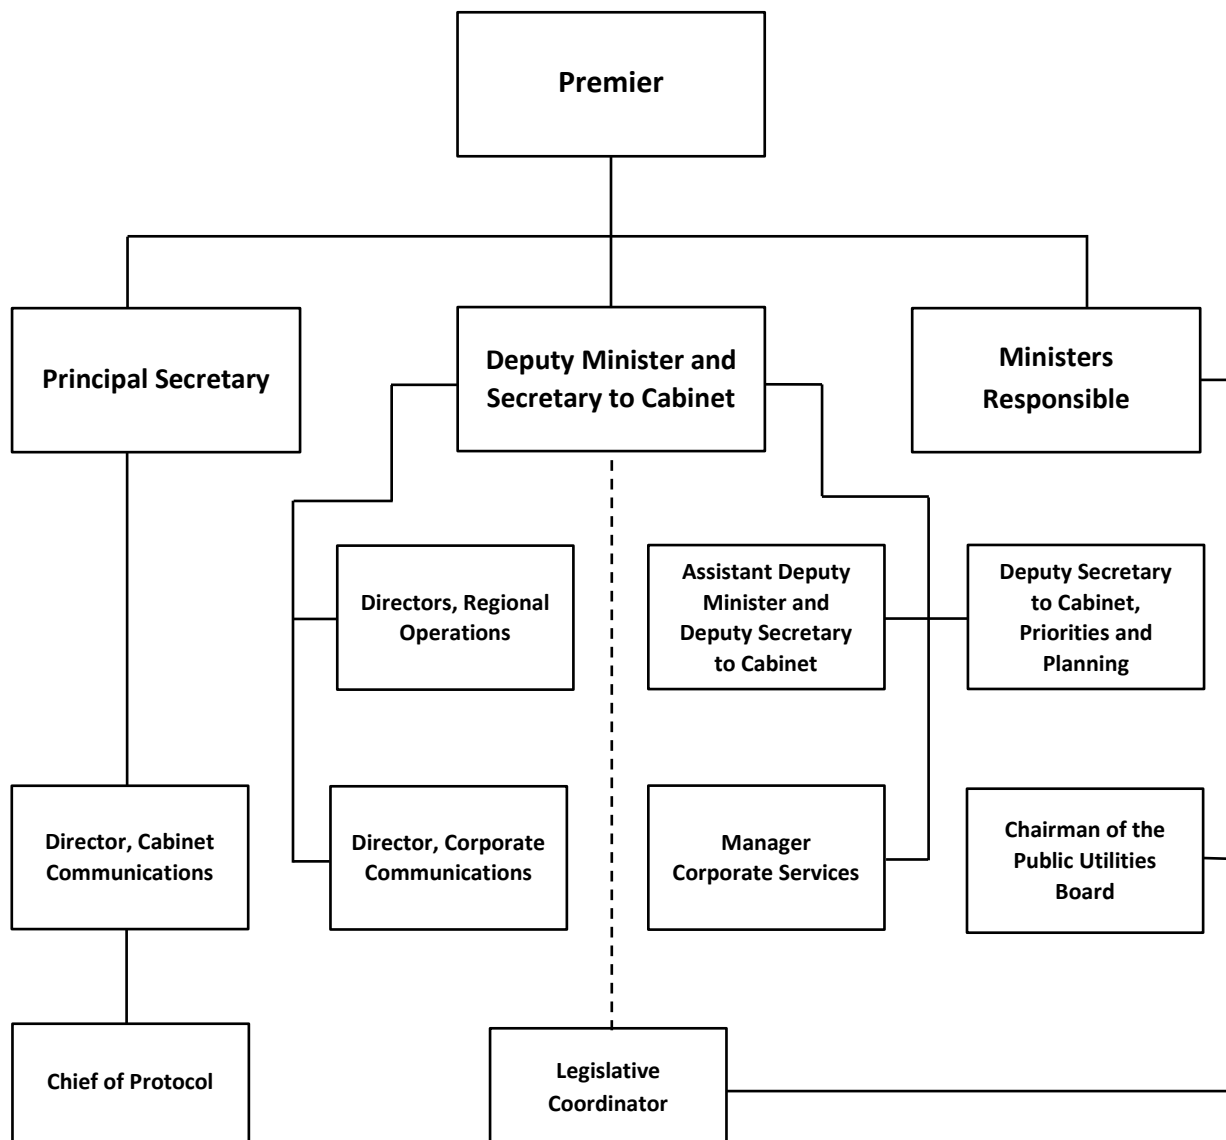 Premier
Principal Secretary
Deputy Minister and
Secretary to Cabinet
Ministers
Responsible
Directors, Regional
Operations
Assistant Deputy
Minister and
Deputy Secretary
to Cabinet
Deputy Secretary
to Cabinet,
Priorities and
Planning
Director, Cabinet
Communications
Director, Corporate
Communications
Manager
Corporate Services
Chairman of the
Public Utilities
Board
Chief of Protocol
Legislative
Coordinator